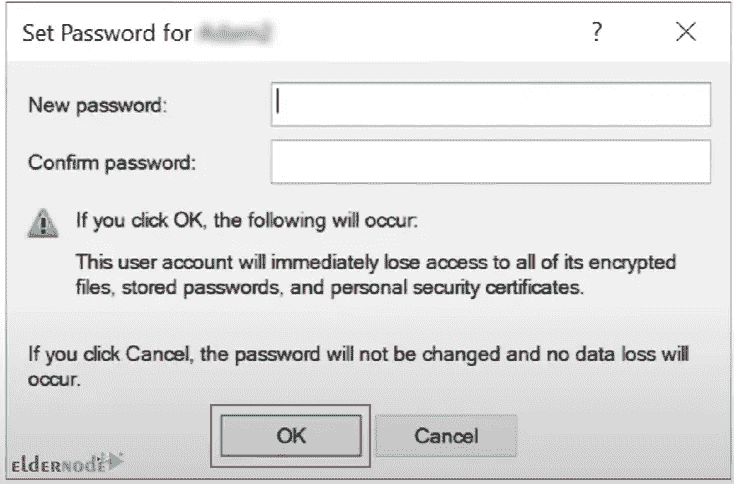 Set Password for
?
New password:
Confirm password:
If you click OK, the following will occur:
This user account will immediately lose access to all of its encrypted
files, stored passwords, and personal security certificates.
If you click Cancel, the password will not be changed and no data loss will
occur.
OK
Cancel
ELDERNODE